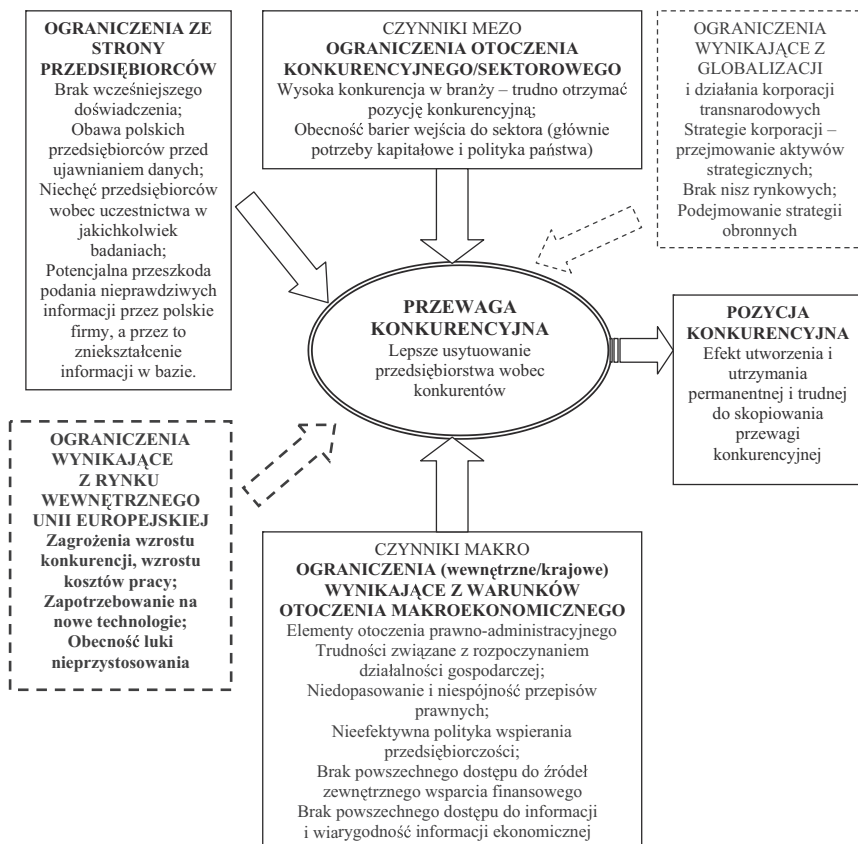 OGRANICZENIA ZE
STRONY
PRZEDSIĘBIORCÓW
Brak wcześniejszego
doświadczenia;
Obawa polskich
przedsiębiorców przed
ujawnianiem danych;
Niechęć przedsiębiorców
wobec uczestnictwa w
jakichkolwiek
badaniach;
Potencjalna przeszkoda
podania nieprawdziwych
informacji przez polskie
firmy, a przez to
zniekształcenie
informacji w bazie.
CZYNNIKI MEZO
OGRANICZENIA OTOCZENIA
KONKURENCYJNEGO/SEKTOROWEGO
Wysoka konkurencja w branży – trudno otrzymać
pozycję konkurencyjną;
Obecność barier wejścia do sektora (głównie
potrzeby kapitałowe i polityka państwa)
OGRANICZENIA
WYNIKAJĄCE Z
GLOBALIZACJI
i działania korporacji
transnarodowych
Strategie korporacji –
przejmowanie aktywów
strategicznych;
Brak nisz rynkowych;
Podejmowanie strategii
obronnych
PRZEWAGA
KONKURENCYJNA
Lepsze usytuowanie
przedsiębiorstwa wobec
konkurentów
POZYCJA
KONKURENCYJNA
Efekt utworzenia i
utrzymania
permanentnej i trudnej
do skopiowania
przewagi
konkurencyjnej
OGRANICZENIA
WYNIKAJĄCE
Z RYNKU
WEWNĘTRZNEGO
UNII EUROPEJSKIEJ
Zagrożenia wzrostu
konkurencji, wzrostu
kosztów pracy;
Zapotrzebowanie na
nowe technologie;
Obecność luki
nieprzystosowania
CZYNNIKI MAKRO
OGRANICZENIA (wewnętrzne/krajowe)
WYNIKAJĄCE Z WARUNKÓW
OTOCZENIA MAKROEKONOMICZNEGO
Elementy otoczenia prawno-administracyjnego
Trudności związane z rozpoczynaniem
działalności gospodarczej;
Niedopasowanie i niespójność przepisów
prawnych;
Nieefektywna polityka wspierania
przedsiębiorczości;
Brak powszechnego dostępu do źródeł
zewnętrznego wsparcia finansowego
Brak powszechnego dostępu do informacji
i wiarygodność informacji ekonomicznej